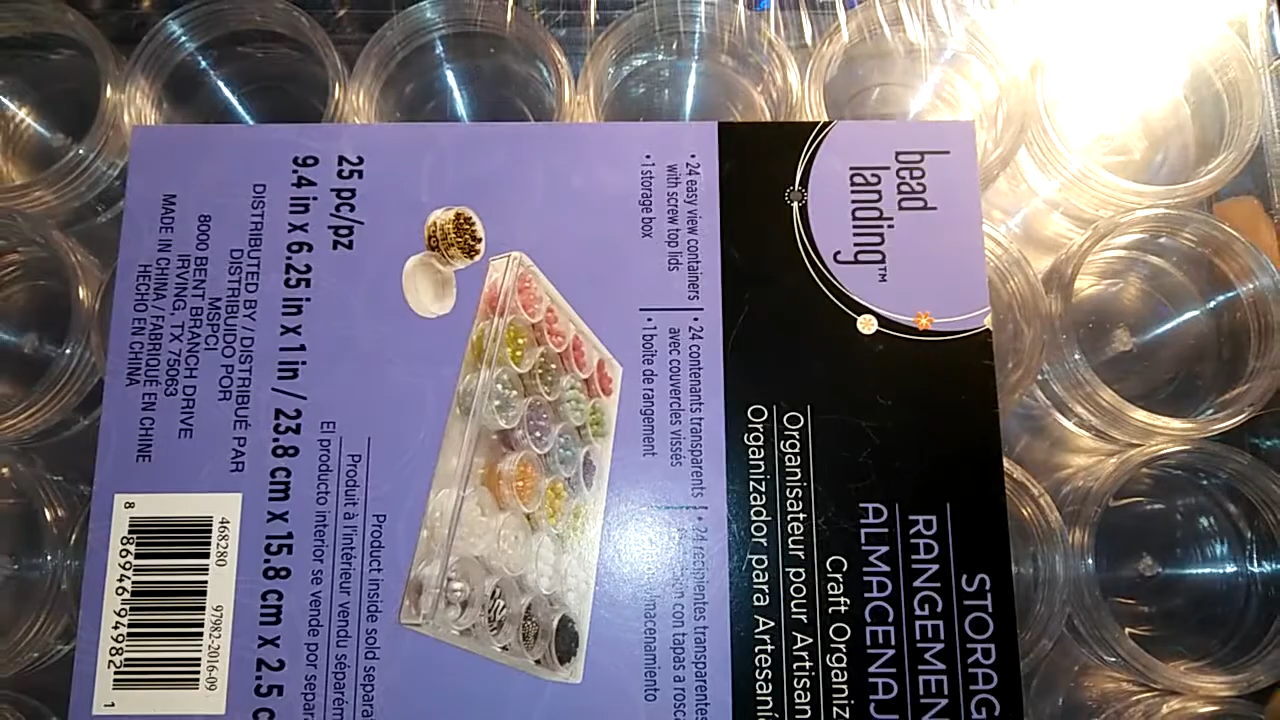 bead
landing™
STORAG
RANGEMEN
ALMACENAJ
Craft Organiz
Organisateur pour Artisan
Organizador para Artesaní
• 24 easy view containers
with screw top lids
• 1 storage box
• 24 contenants transparents
avec couvercles vissés
• 1 boîte de rangement
• 24 recipientes transparentes
con tapas a rosca
lmacenamiento
25 pc/pz
9.4 in x 6.25 in x 1 in / 23.8 cm x 15.8 cm x 2.5 c
Product inside sold separat
Produit à l'intérieur vendu séparém
El producto interior se vende por separ
DISTRIBUTED BY / DISTRIBUÉ PAR
DISTRIBUIDO POR
MSPCI
8000 BENT BRANCH DRIVE
IRVING, TX 75063
MADE IN CHINA / FABRIQUÉ EN CHINE
HECHO EN CHINA
468280 97982-2016-09
8 86946 94982 1